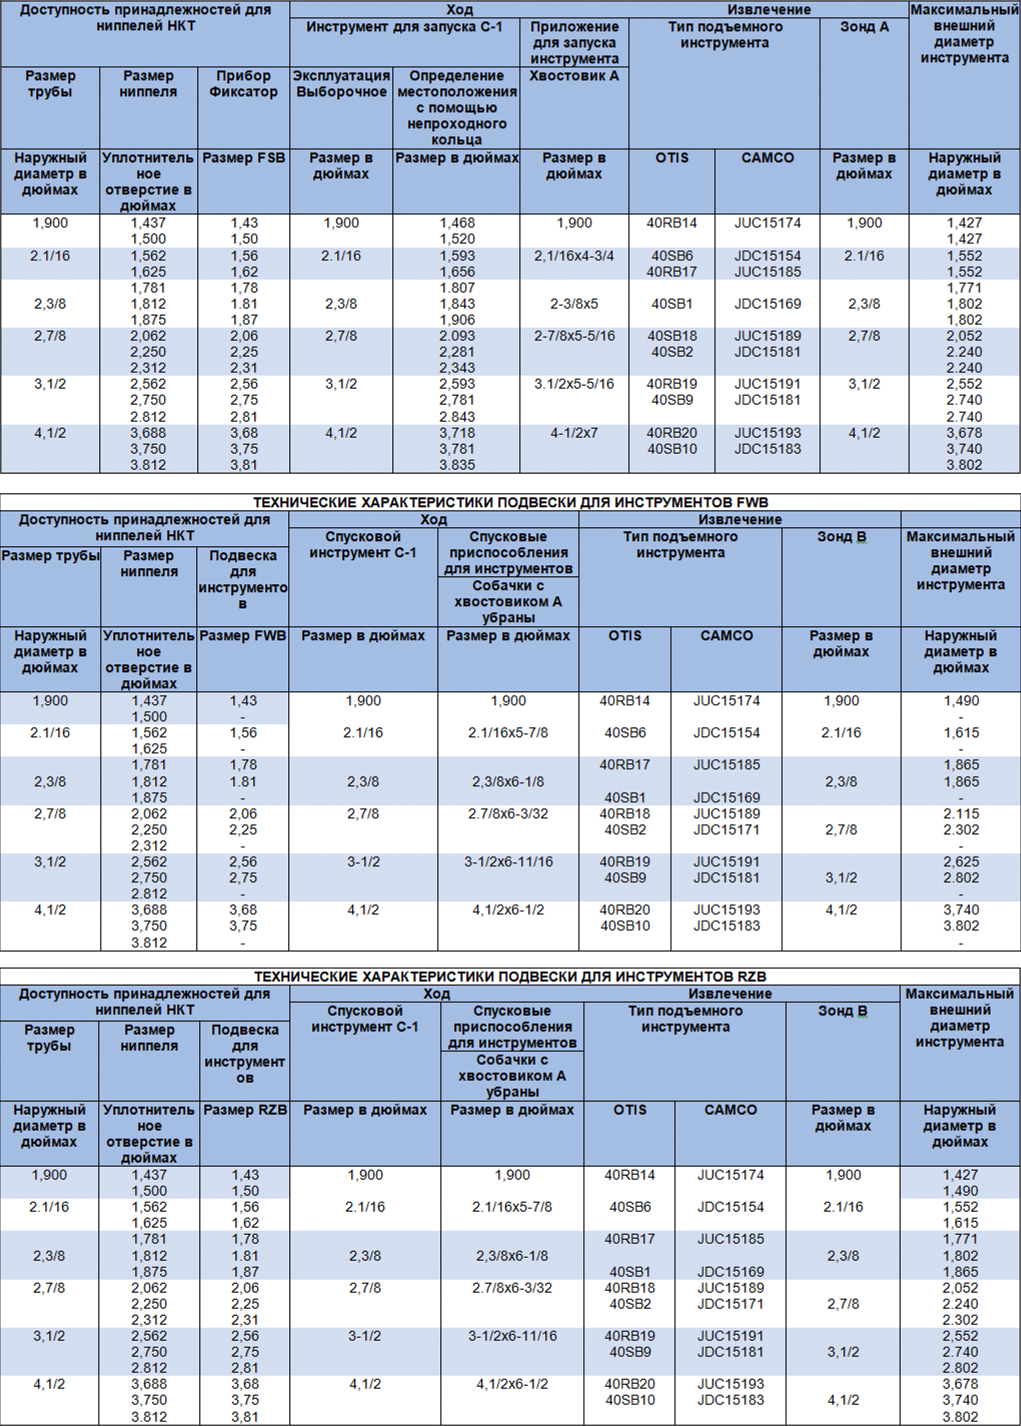 Доступность принадлежностей для ниппелей НКТ | Ход | Извлечение | Максимальный внешний диаметр инструмента
Инструмент для запуска С-1 | Приложение для запуска инструмента | Тип подъемного инструмента | Зонд А
Размер трубы | Размер ниппеля | Прибор Фиксатор | Эксплуатация Выборочное | Определение местоположения с помощью непроходного кольца | Хвостовик А
Наружный диаметр в дюймах | Уплотнитель ное отверстие в дюймах | Размер FSB | Размер в дюймах | Размер в дюймах | Размер в дюймах | OTIS | CAMCO | Размер в дюймах | Наружный диаметр в дюймах
1,900 | 1,437 | 1,43 | 1,900 | 1,468 | 1,900 | 40RB14 | JUC15174 | 1,900 | 1,427
1,500 | 1,50 | 1,520 | 1,427
2.1/16 | 1,562 | 1,56 | 2.1/16 | 1,593 | 2,1/16x4-3/4 | 40SB6 | JDC15154 | 2.1/16 | 1,552
1,625 | 1,62 | 1,656 | 40RB17 | JUC15185 | 1,552
1,781 | 1,78 | 1.807 | 1,771
2,3/8 | 1,812 | 1.81 | 2,3/8 | 1,843 | 2-3/8x5 | 40SB1 | JDC15169 | 2,3/8 | 1,802
1,875 | 1,87 | 1,906 | 1,802
2,7/8 | 2,062 | 2,06 | 2,7/8 | 2.093 | 2-7/8x5-5/16 | 40SB18 | JUC15189 | 2,7/8 | 2,052
2,250 | 2,25 | 2,281 | 40SB2 | JDC15181 | 2.240
2,312 | 2,31 | 2,343 | 2.240
3,1/2 | 2,562 | 2,56 | 3,1/2 | 2,593 | 3.1/2x5-5/16 | 40RB19 | JUC15191 | 3,1/2 | 2,552
2,750 | 2,75 | 2,781 | 40SB9 | JDC15181 | 2.740
2.812 | 2,81 | 2.843 | 2.740
4,1/2 | 3,688 | 3,68 | 4,1/2 | 3,718 | 4-1/2x7 | 40RB20 | JUC15193 | 4,1/2 | 3,678
3,750 | 3,75 | 3,781 | 40SB10 | JDC15183 | 3,740
3.812 | 3,81 | 3.835 | 3.802
ТЕХНИЧЕСКИЕ ХАРАКТЕРИСТИКИ ПОДВЕСКИ ДЛЯ ИНСТРУМЕНТОВ FWB
Доступность принадлежностей для ниппелей НКТ | Ход | Извлечение
Спусковой инструмент С-1 | Спусковые приспособления для инструментов | Тип подъемного инструмента | Зонд В | Максимальный внешний диаметр инструмента
Размер трубы | Размер ниппеля | Подвеска для инструменто в | Собачки с хвостовиком А убраны
Наружный диаметр в дюймах | Уплотнитель ное отверстие в дюймах | Размер FWB | Размер в дюймах | Размер в дюймах | OTIS | CAMCO | Размер в дюймах | Наружный диаметр в дюймах
1,900 | 1,437 | 1,43 | 1,900 | 1,900 | 40RB14 | JUC15174 | 1,900 | 1,490
1,500 | - | -
2.1/16 | 1,562 | 1,56 | 2.1/16 | 2.1/16x5-7/8 | 40SB6 | JDC15154 | 2.1/16 | 1,615
1,625 | - | -
1,781 | 1,78 | 40RB17 | JUC15185 | 1,865
2,3/8 | 1,812 | 1.81 | 2,3/8 | 2,3/8x6-1/8 | 2,3/8 | 1,865
1,875 | - | 40SB1 | JDC15169 | -
2,7/8 | 2,062 | 2,06 | 2,7/8 | 2.7/8x6-3/32 | 40RB18 | JUC15189 | 2.115
2,250 | 2,25 | 40SB2 | JDC15171 | 2,7/8 | 2.302
2,312 | - | -
3,1/2 | 2,562 | 2,56 | 3-1/2 | 3-1/2x6-11/16 | 40RB19 | JUC15191 | 2,625
2,750 | 2,75 | 40SB9 | JDC15181 | 3,1/2 | 2.802
2.812 | - | -
4,1/2 | 3,688 | 3,68 | 4,1/2 | 4,1/2x6-1/2 | 40RB20 | JUC15193 | 4,1/2 | 3,740
3,750 | 3,75 | 40SB10 | JDC15183 | 3.802
3.812 | - | -
ТЕХНИЧЕСКИЕ ХАРАКТЕРИСТИКИ ПОДВЕСКИ ДЛЯ ИНСТРУМЕНТОВ RZB
Доступность принадлежностей для ниппелей НКТ | Ход | Извлечение | Максимальный внешний диаметр инструмента
Спусковой инструмент С-1 | Спусковые приспособления для инструментов | Тип подъемного инструмента | Зонд В
Размер трубы | Размер ниппеля | Подвеска для инструмент ов | Собачки с хвостовиком А убраны
Наружный диаметр в дюймах | Уплотнитель ное отверстие в дюймах | Размер RZB | Размер в дюймах | Размер в дюймах | OTIS | CAMCO | Размер в дюймах | Наружный диаметр в дюймах
1,900 | 1,437 | 1,43 | 1,900 | 1,900 | 40RB14 | JUC15174 | 1,900 | 1,427
1,500 | 1,50 | 1,490
2.1/16 | 1,562 | 1,56 | 2.1/16 | 2.1/16x5-7/8 | 40SB6 | JDC15154 | 2.1/16 | 1,552
1,625 | 1,62 | 1,615
1,781 | 1,78 | 40RB17 | JUC15185 | 1,771
2,3/8 | 1,812 | 1.81 | 2,3/8 | 2,3/8x6-1/8 | 2,3/8 | 1,802
1,875 | 1,87 | 40SB1 | JDC15169 | 1,865
2,7/8 | 2,062 | 2,06 | 2,7/8 | 2.7/8x6-3/32 | 40RB18 | JUC15189 | 2,052
2,250 | 2,25 | 40SB2 | JDC15171 | 2,7/8 | 2.240
2,312 | 2,31 | 2.302
3,1/2 | 2,562 | 2,56 | 3-1/2 | 3-1/2x6-11/16 | 40RB19 | JUC15191 | 2,552
2,750 | 2,75 | 40SB9 | JDC15181 | 3,1/2 | 2.740
2.812 | 2,81 | 2.802
4,1/2 | 3,688 | 3,68 | 4,1/2 | 4,1/2x6-1/2 | 40RB20 | JUC15193 | 3,678
3,750 | 3,75 | 40SB10 | JDC15183 | 4,1/2 | 3,740
3.812 | 3,81 | 3.802